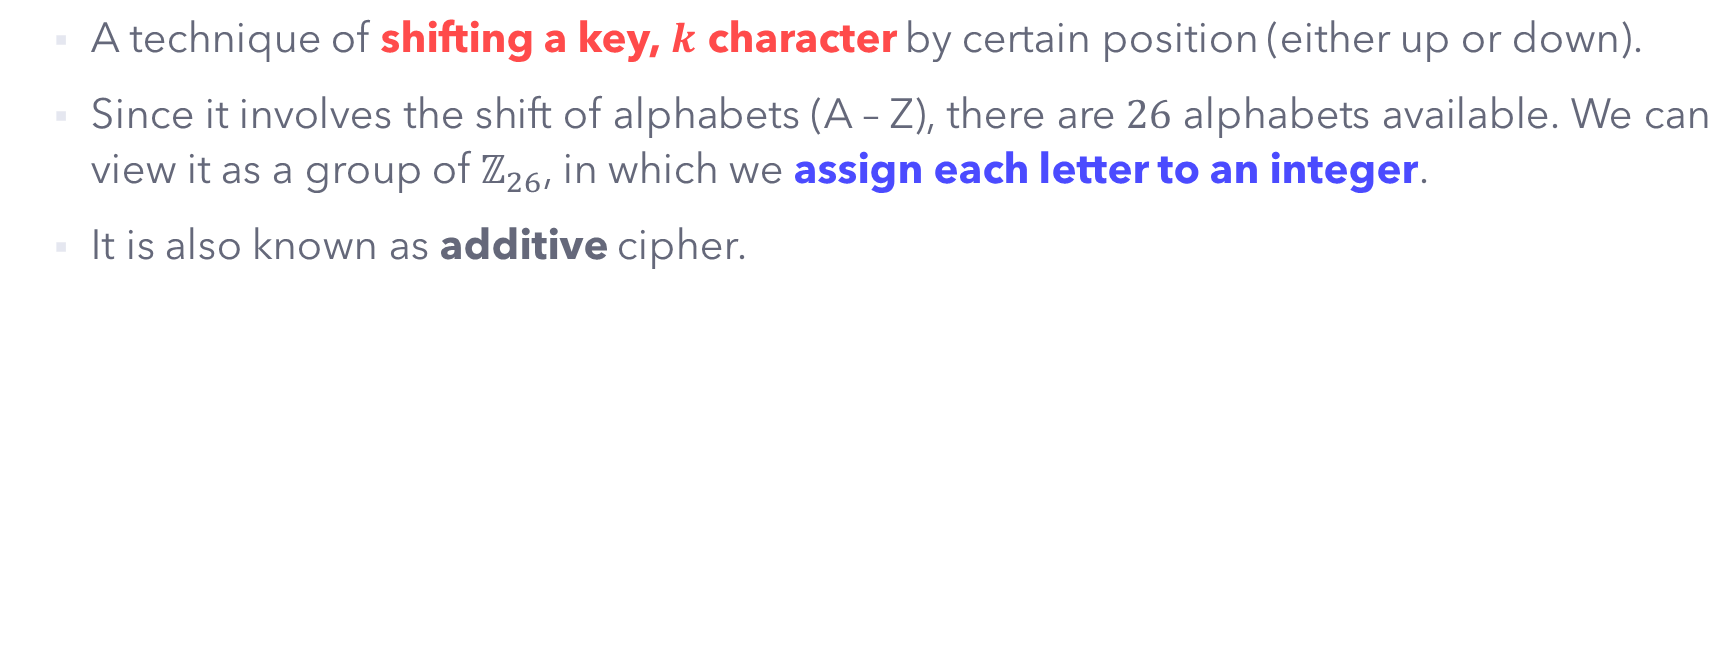 ▪ A technique of shifting a key, k character by certain position (either up or down).
▪ Since it involves the shift of alphabets (A – Z), there are 26 alphabets available. We can
view it as a group of ℤ₂₆, in which we assign each letter to an integer.
▪ It is also known as additive cipher.